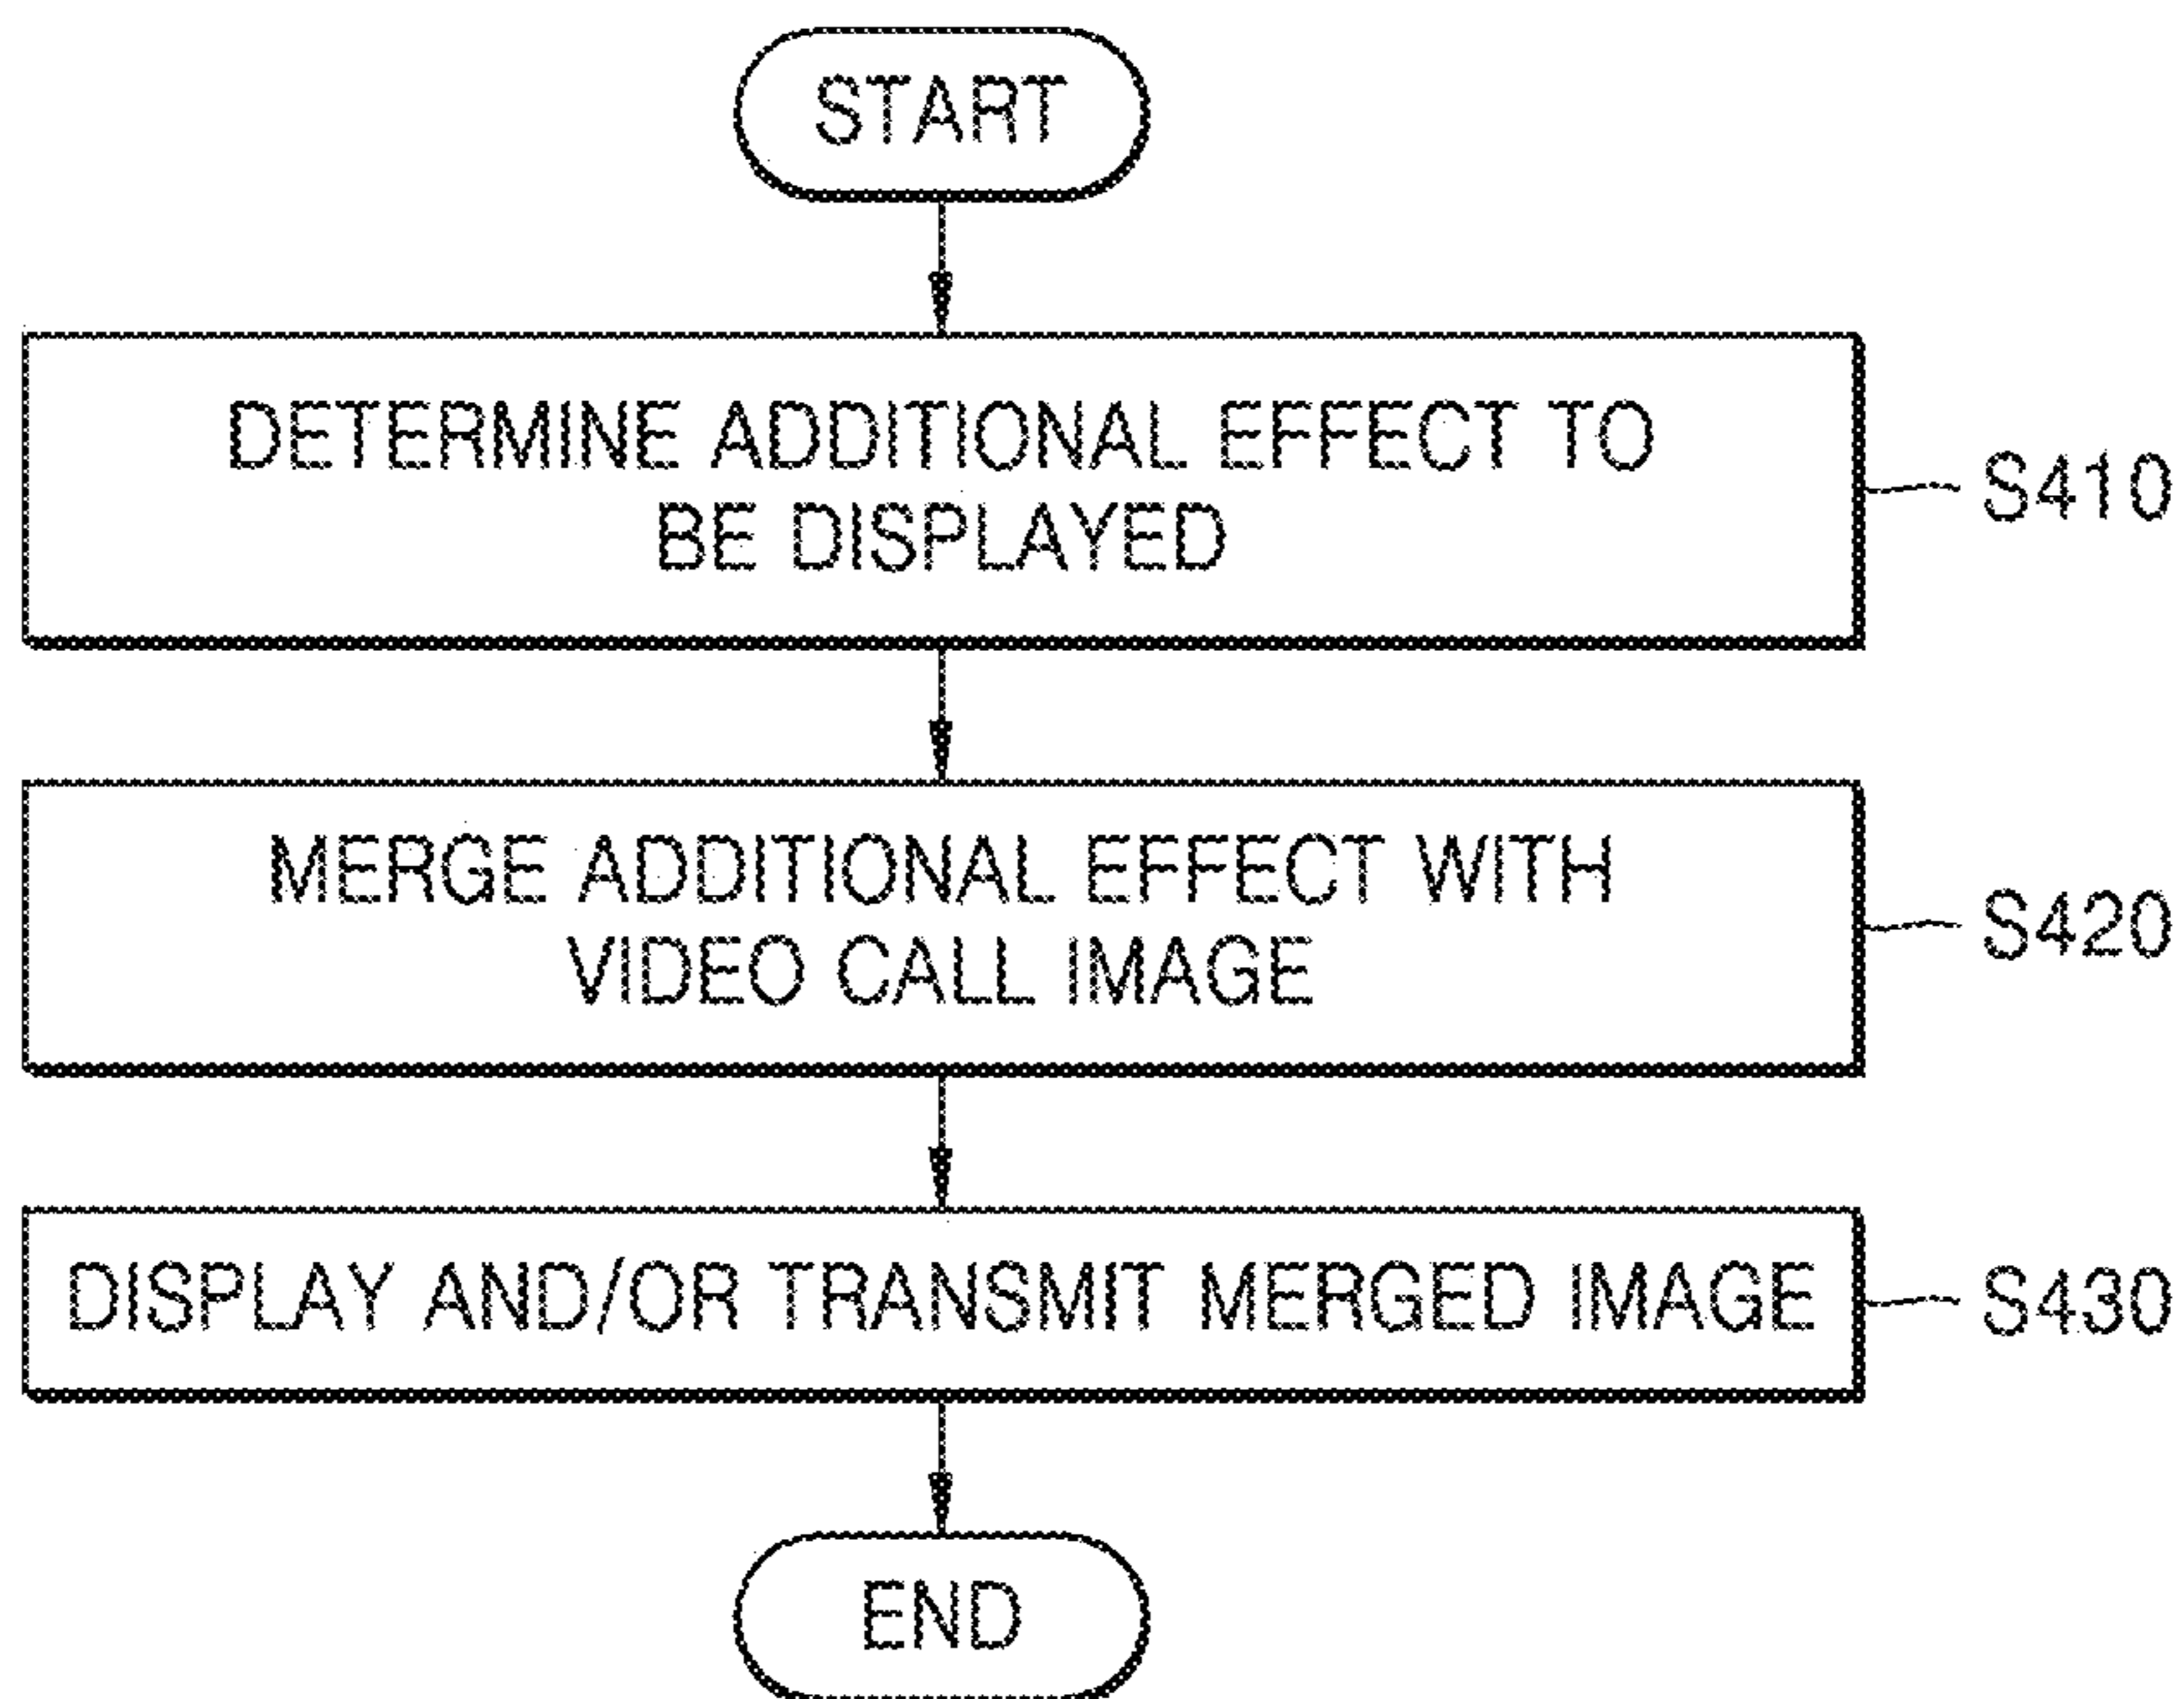 START
DETERMINE ADDITIONAL EFFECT TO
BE DISPLAYED
S410
MERGE ADDITIONAL EFFECT WITH
VIDEO CALL IMAGE
S420
DISPLAY AND/OR TRANSMIT MERGED IMAGE
S430
END